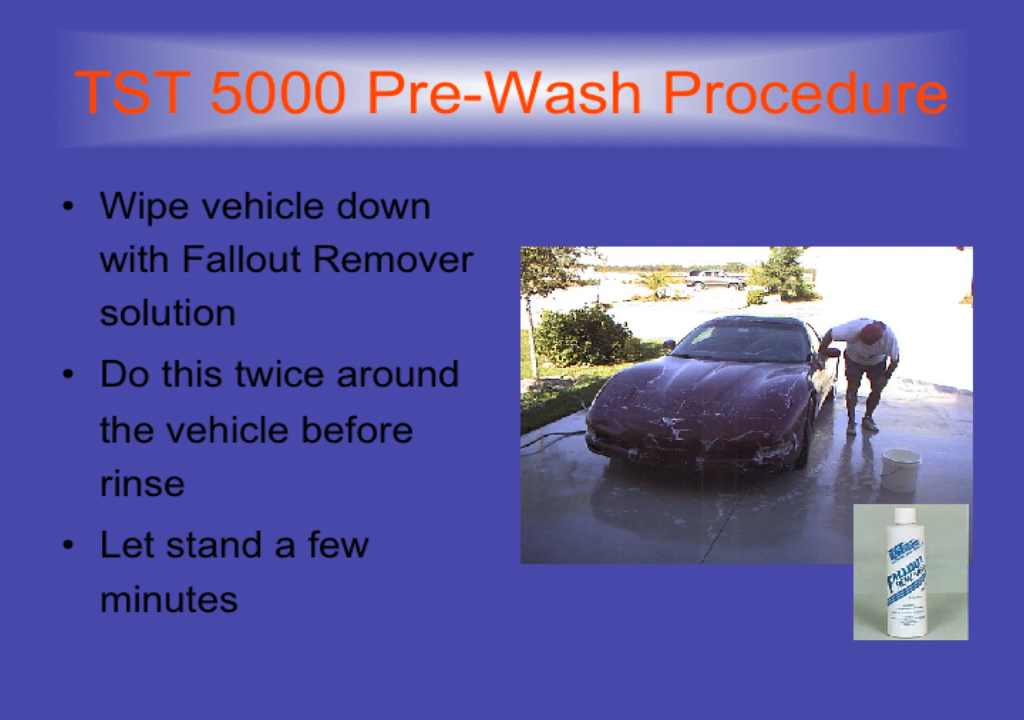 TST 5000 Pre-Wash Procedure
• Wipe vehicle down
with Fallout Remover
solution
• Do this twice around
the vehicle before
rinse
• Let stand a few
minutes
FALLOUT